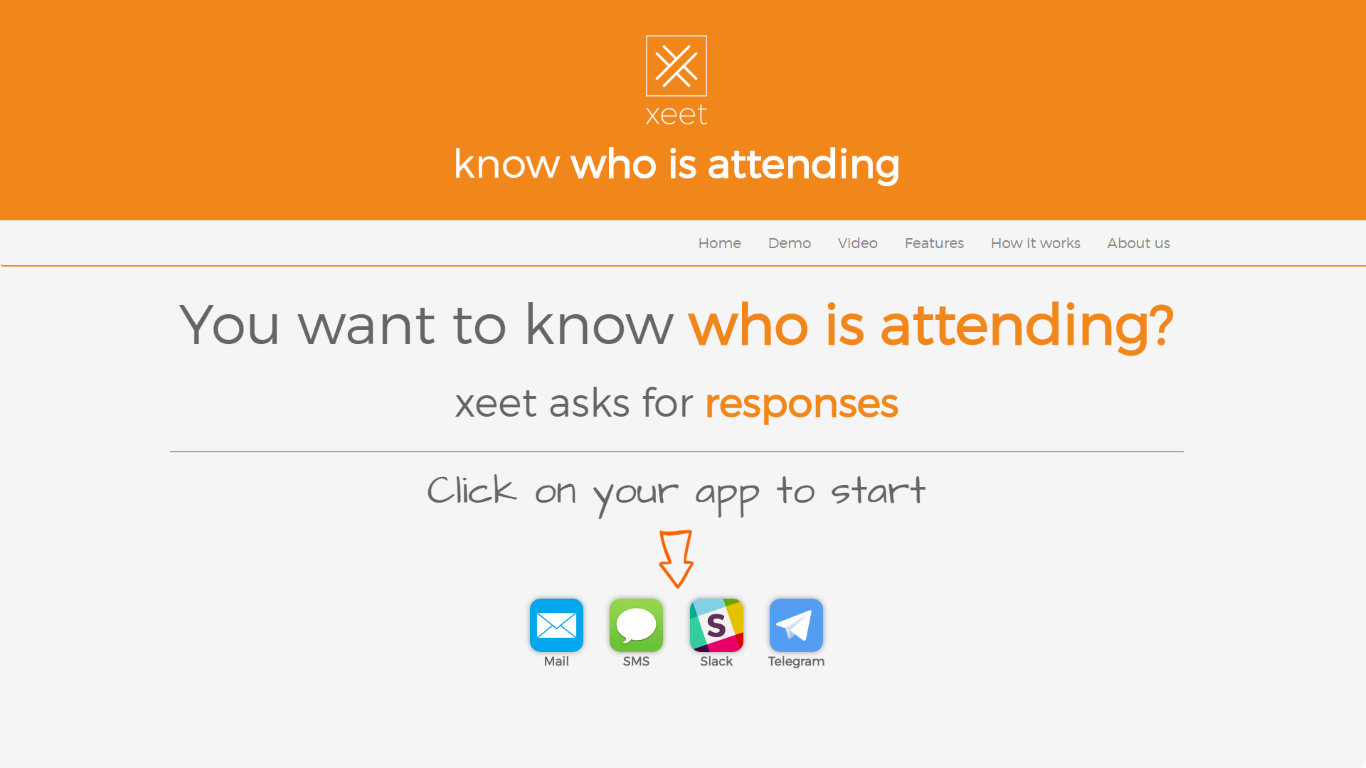 xeet
know who is attending
Home Demo Video Features How it works About us
You want to know who is attending?
xeet asks for responses
Click on your app to start
S
Mail SMS Slack Telegram